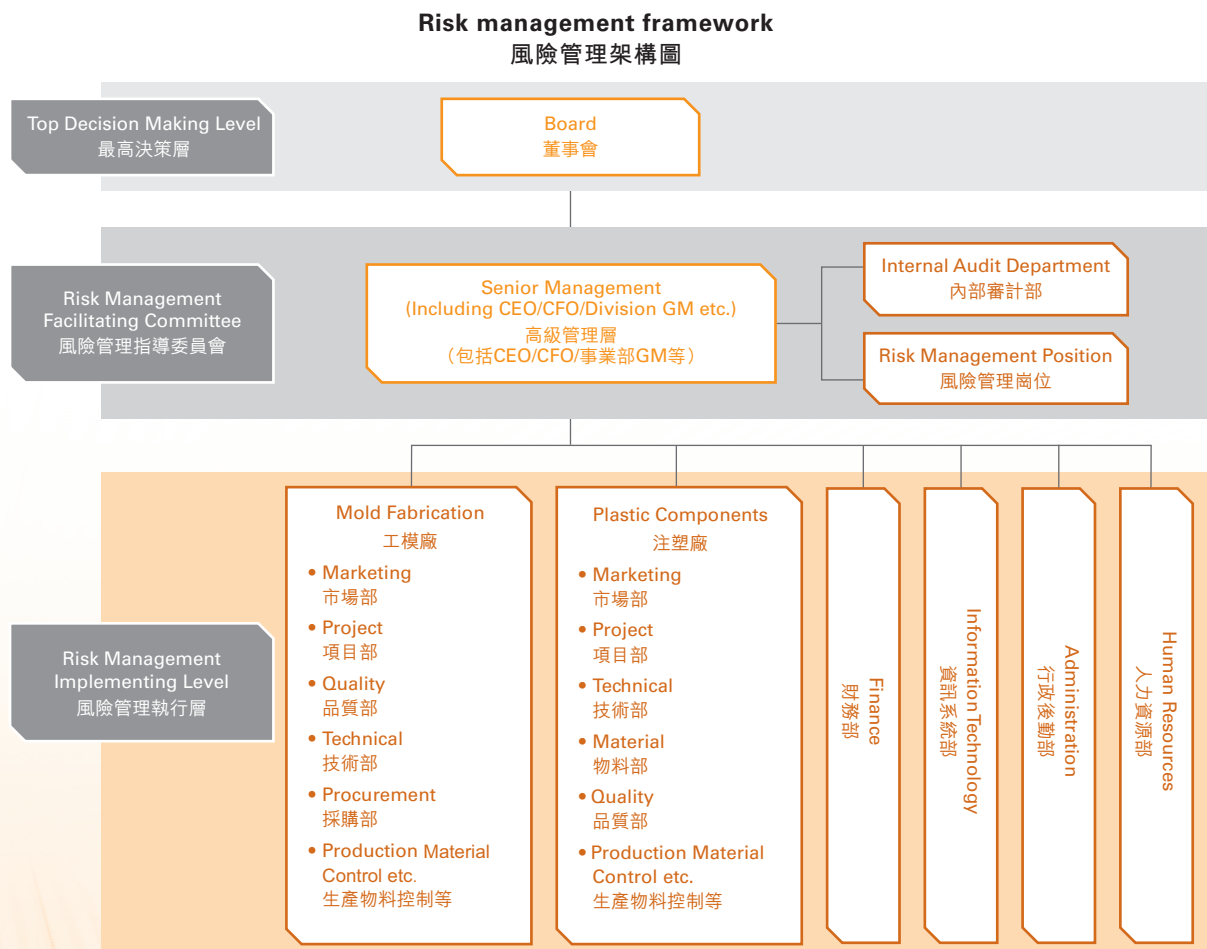 Risk management framework
風險管理架構圖
Top Decision Making Level
最高決策層
Board
董事會
Risk Management
Facilitating Committee
風險管理指導委員會
Senior Management
(Including CEO/CFO/Division GM etc.)
高級管理層
（包括CEO/CFO/事業部GM等）
Internal Audit Department
內部審計部
Risk Management Position
風險管理崗位
Risk Management
Implementing Level
風險管理執行層
Mold Fabrication
工模廠
• Marketing
市場部
• Project
項目部
• Quality
品質部
• Technical
技術部
• Procurement
採購部
• Production Material
Control etc.
生產物料控制等
Plastic Components
注塑廠
• Marketing
市場部
• Project
項目部
• Technical
技術部
• Material
物料部
• Quality
品質部
• Production Material
Control etc.
生產物料控制等
Finance
財務部
Information Technology
資訊系統部
Administration
行政後勤部
Human Resources
人力資源部